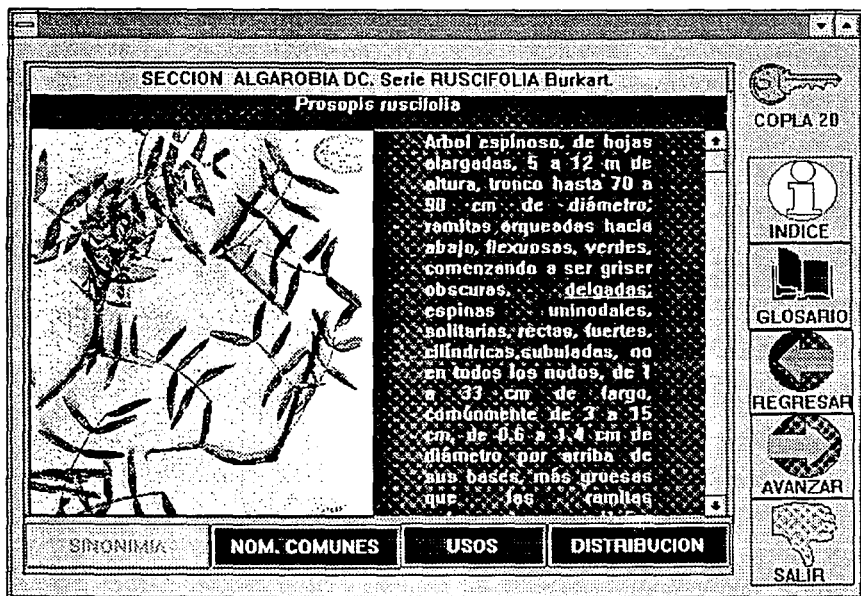 SECCION ALGAROBIA DC. Serie RUSCIFOLIA Burkart.
Prosopis ruscifolia
Arbol espinoso, de hojas
alargadas, 5 a 12 m de
altura, tronco hasta 70 a
90 cm de diámetro;
ramitas arqueadas hacia
abajo, flexuosas, verdes,
comenzando a ser griser
obscuras, delgadas;
espinas uninodales,
solitarias, rectas, fuertes,
cilíndricas,subuladas, no
en todos los nudos, de 1
a 33 cm de largo,
comúnmente de 3 a 15
cm, de 0.6 a 1.4 cm de
diámetro por arriba de
sus bases, más gruesas
que las ramitas
SINONIMIA
NOM. COMUNES
USOS
DISTRIBUCION
COPLA 20
INDICE
GLOSARIO
REGRESAR
AVANZAR
SALIR